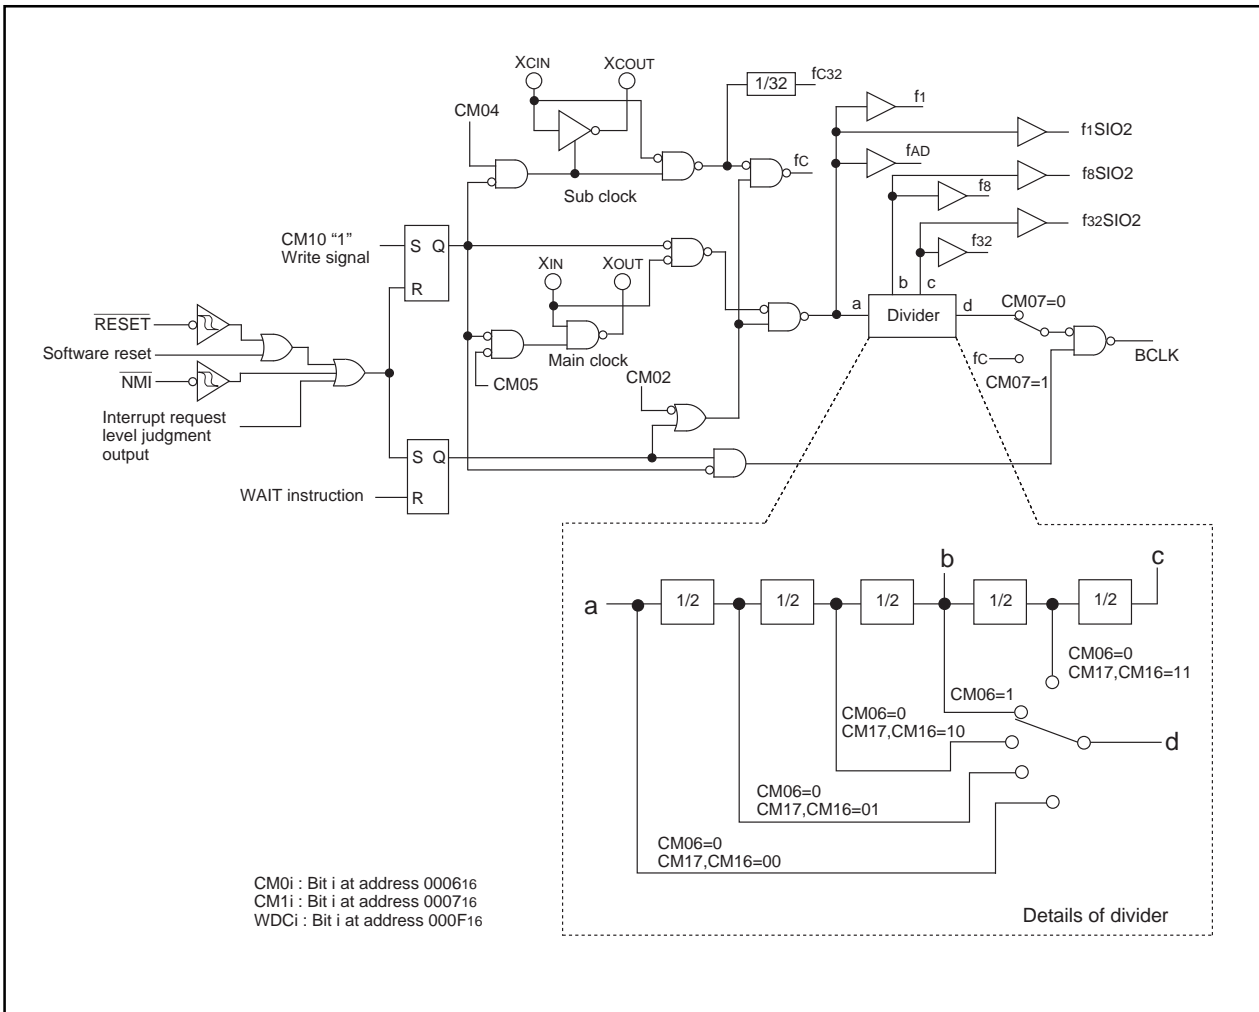 XCIN
XCOUT
CM04
1/32
fC32
f1
f1SIO2
fAD
fC
f8SIO2
f8
Sub clock
f32SIO2
f32
CM10 “1”
Write signal
S Q
R
XIN
XOUT
b
c
a
Divider
d
CM07=0
fC
CM07=1
BCLK
RESET
Software reset
NMI
Interrupt request
level judgment
output
Main clock
CM05
CM02
S Q
R
WAIT instruction
a
1/2
1/2
1/2
b
1/2
1/2
c
CM06=0
CM17,CM16=11
CM06=1
CM06=0
CM17,CM16=10
d
CM06=0
CM17,CM16=01
CM06=0
CM17,CM16=00
CM0i : Bit i at address 000616
CM1i : Bit i at address 000716
WDCi : Bit i at address 000F16
Details of divider